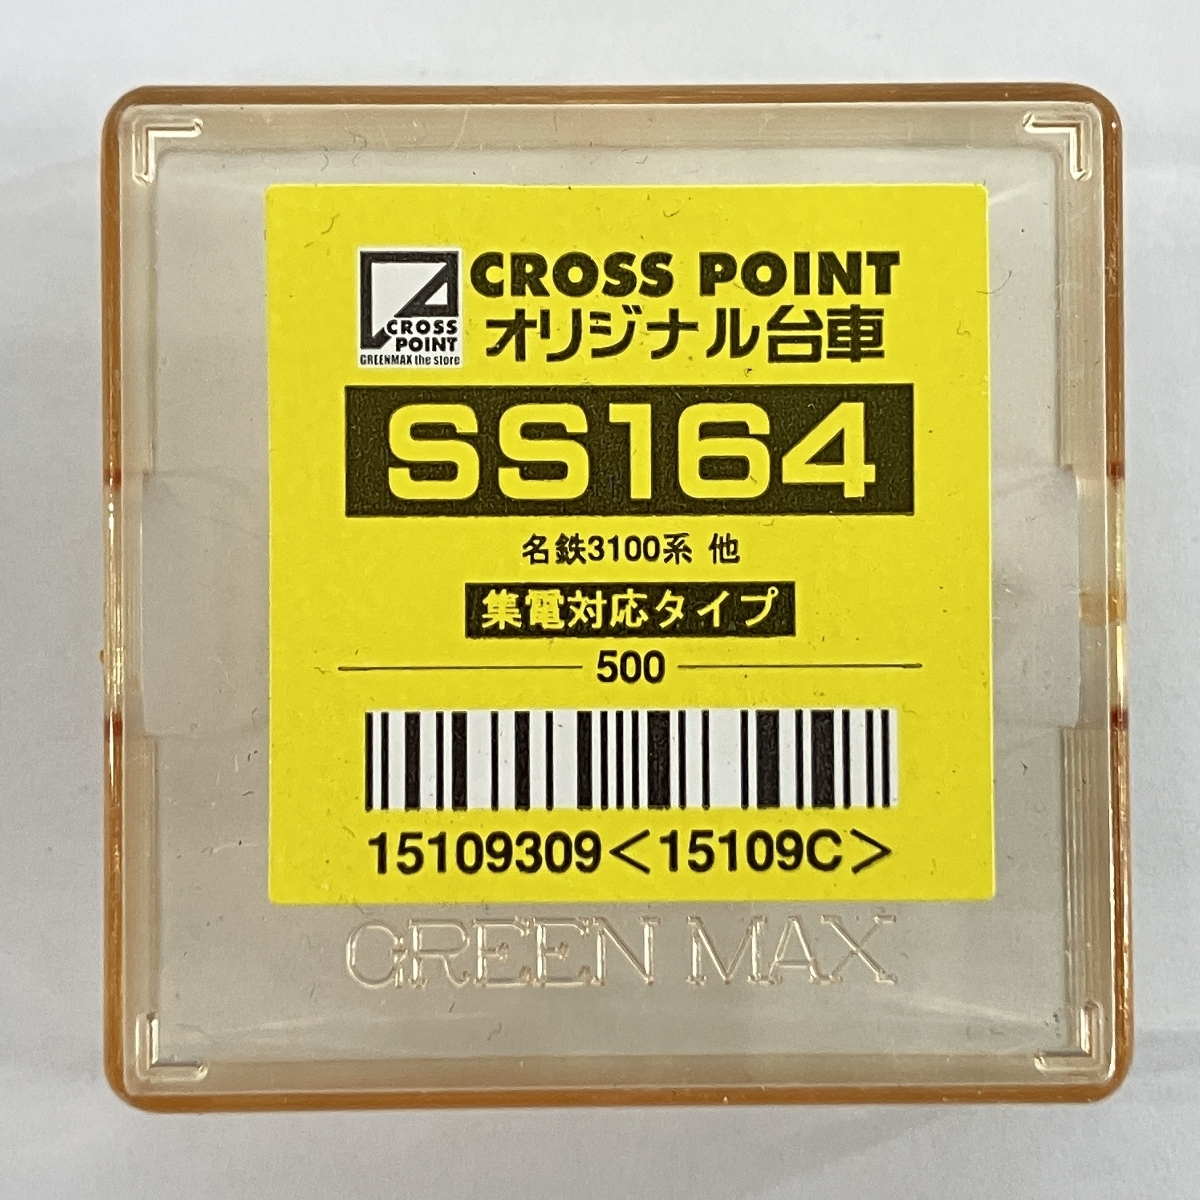 CROSS
POINT
GREENMAX the store
CROSS POINT
オリジナル台車
SS164
名鉄3100系 他
集電対応タイプ
500
15109309<15109C>
GREEN MAX